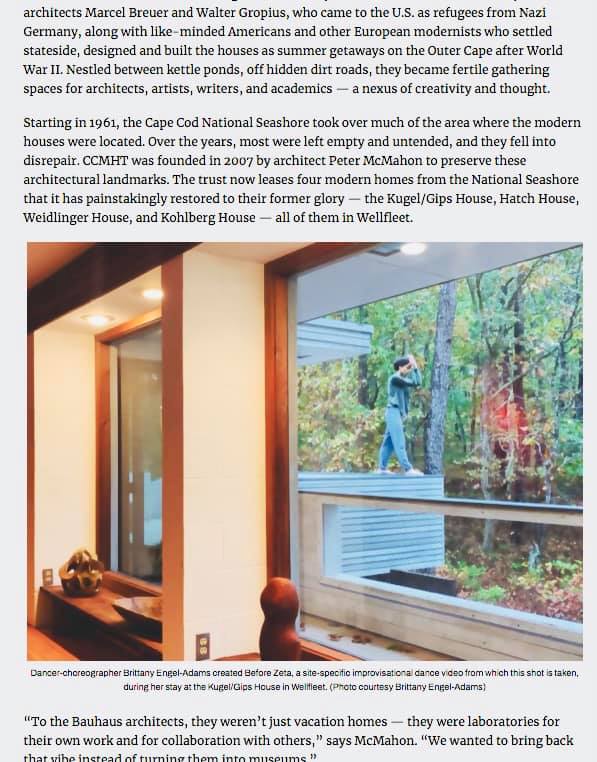 architects Marcel Breuer and Walter Gropius, who came to the U.S. as refugees from Nazi
Germany, along with like-minded Americans and other European modernists who settled
stateside, designed and built the houses as summer getaways on the Outer Cape after World
War II. Nestled between kettle ponds, off hidden dirt roads, they became fertile gathering
spaces for architects, artists, writers, and academics — a nexus of creativity and thought.
Starting in 1961, the Cape Cod National Seashore took over much of the area where the modern
houses were located. Over the years, most were left empty and untended, and they fell into
disrepair. CCMHT was founded in 2007 by architect Peter McMahon to preserve these
architectural landmarks. The trust now leases four modern homes from the National Seashore
that it has painstakingly restored to their former glory — the Kugel/Gips House, Hatch House,
Weidlinger House, and Kohlberg House — all of them in Wellfleet.
Dancer-choreographer Brittany Engel-Adams created Before Zeta, a site-specific improvisational dance video from which this shot is taken,
during her stay at the Kugel/Gips House in Wellfleet. (Photo courtesy Brittany Engel-Adams)
“To the Bauhaus architects, they weren’t just vacation homes — they were laboratories for
their own work and for collaboration with others,” says McMahon. “We wanted to bring back
that vibe instead of turning them into museums.”